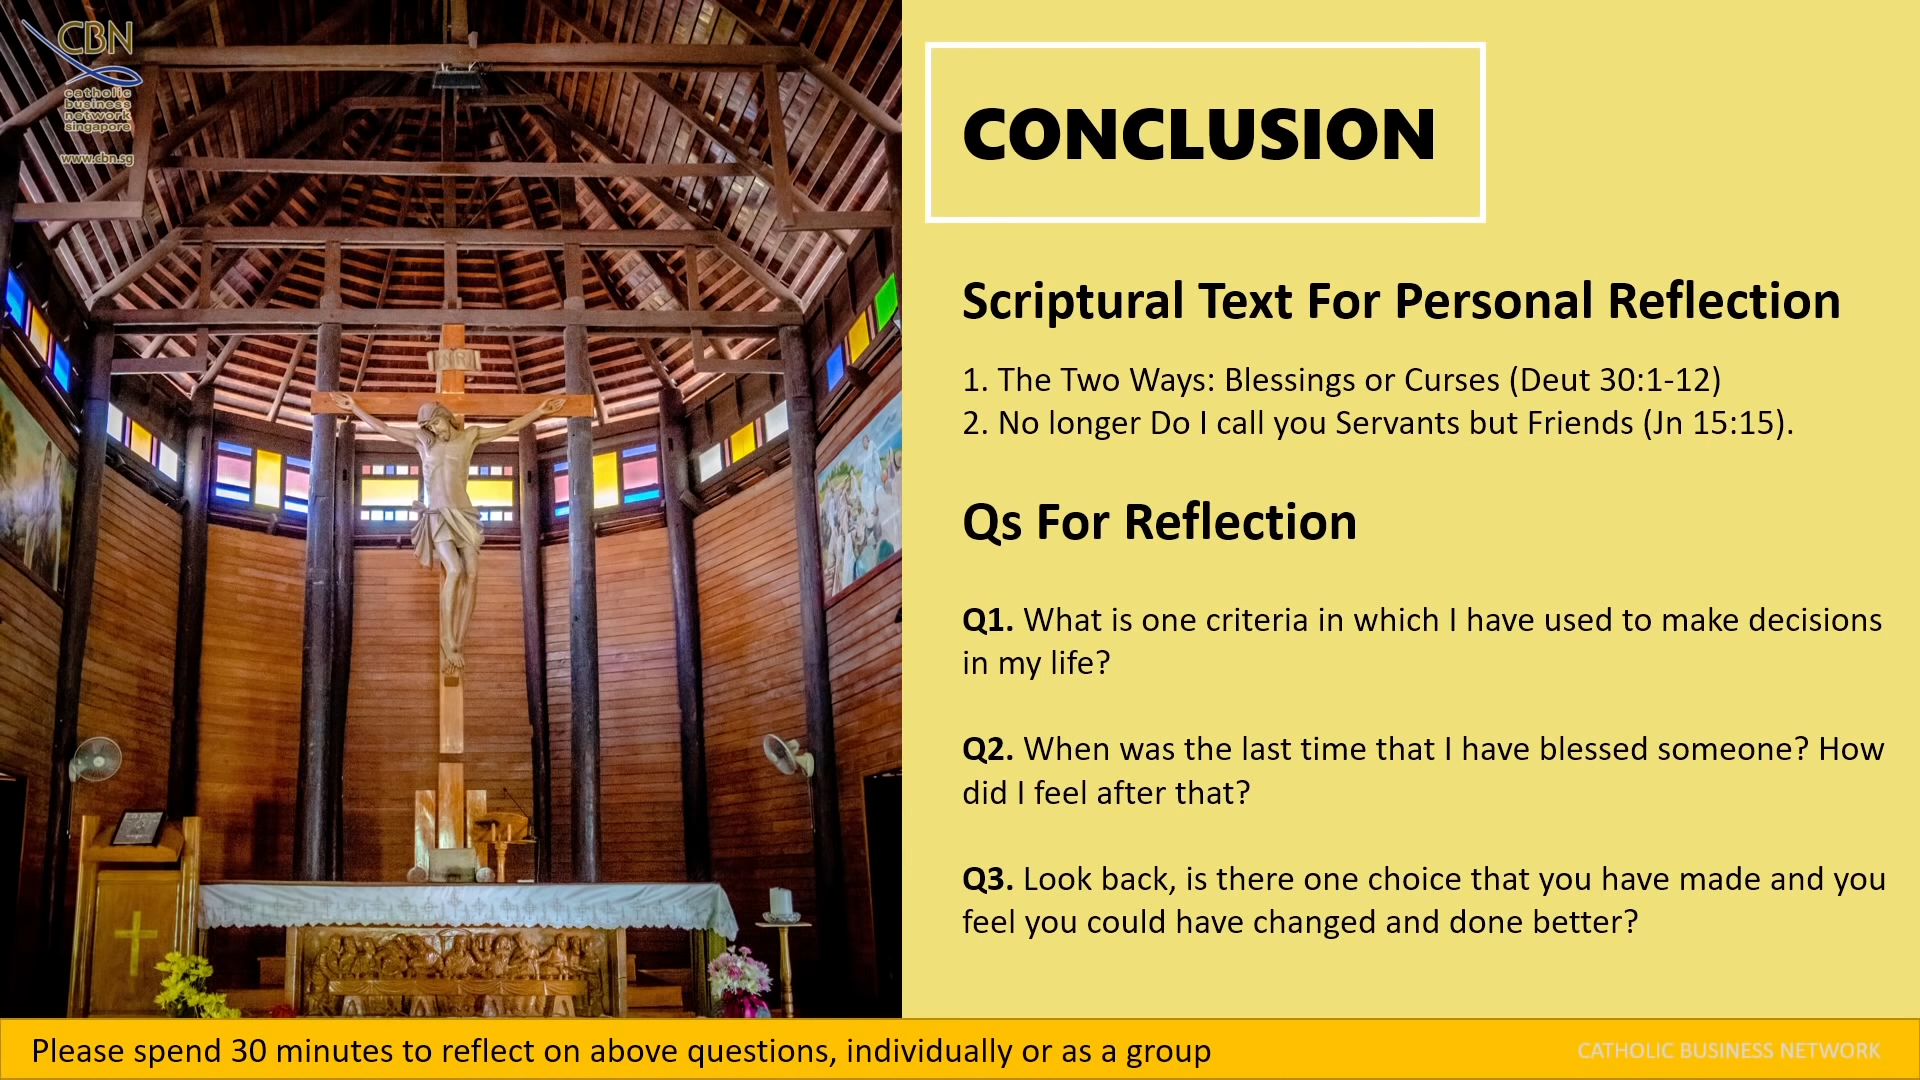 CBN
catholic
business
network
singapore
www.cbn.sg
INRI
CONCLUSION
Scriptural Text For Personal Reflection
1. The Two Ways: Blessings or Curses (Deut 30:1-12)
2. No longer Do I call you Servants but Friends (Jn 15:15).
Qs For Reflection
Q1. What is one criteria in which I have used to make decisions
in my life?
Q2. When was the last time that I have blessed someone? How
did I feel after that?
Q3. Look back, is there one choice that you have made and you
feel you could have changed and done better?
Please spend 30 minutes to reflect on above questions, individually or as a group
CATHOLIC BUSINESS NETWORK